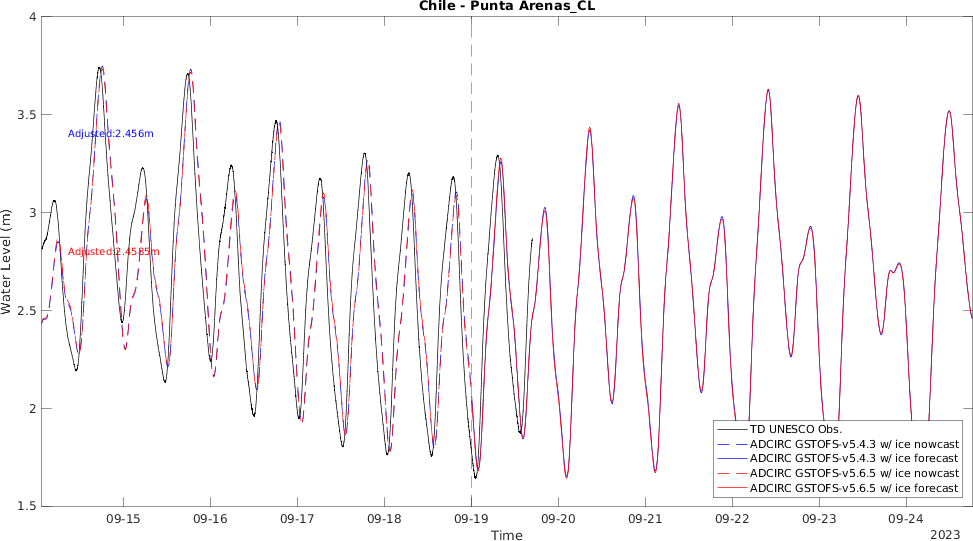 Chile - Punta Arenas_CL
4
3.5
3
2.5
2
1.5
Water Level (m)
Adjusted:2.456m
Adjusted:2.4585m
09-15
09-16
09-17
09-18
09-19
09-20
09-21
09-22
09-23
09-24
Time
2023
TD UNESCO Obs.
ADCIRC GSTOFS-v5.4.3 w/ ice nowcast
ADCIRC GSTOFS-v5.4.3 w/ ice forecast
ADCIRC GSTOFS-v5.6.5 w/ ice nowcast
ADCIRC GSTOFS-v5.6.5 w/ ice forecast